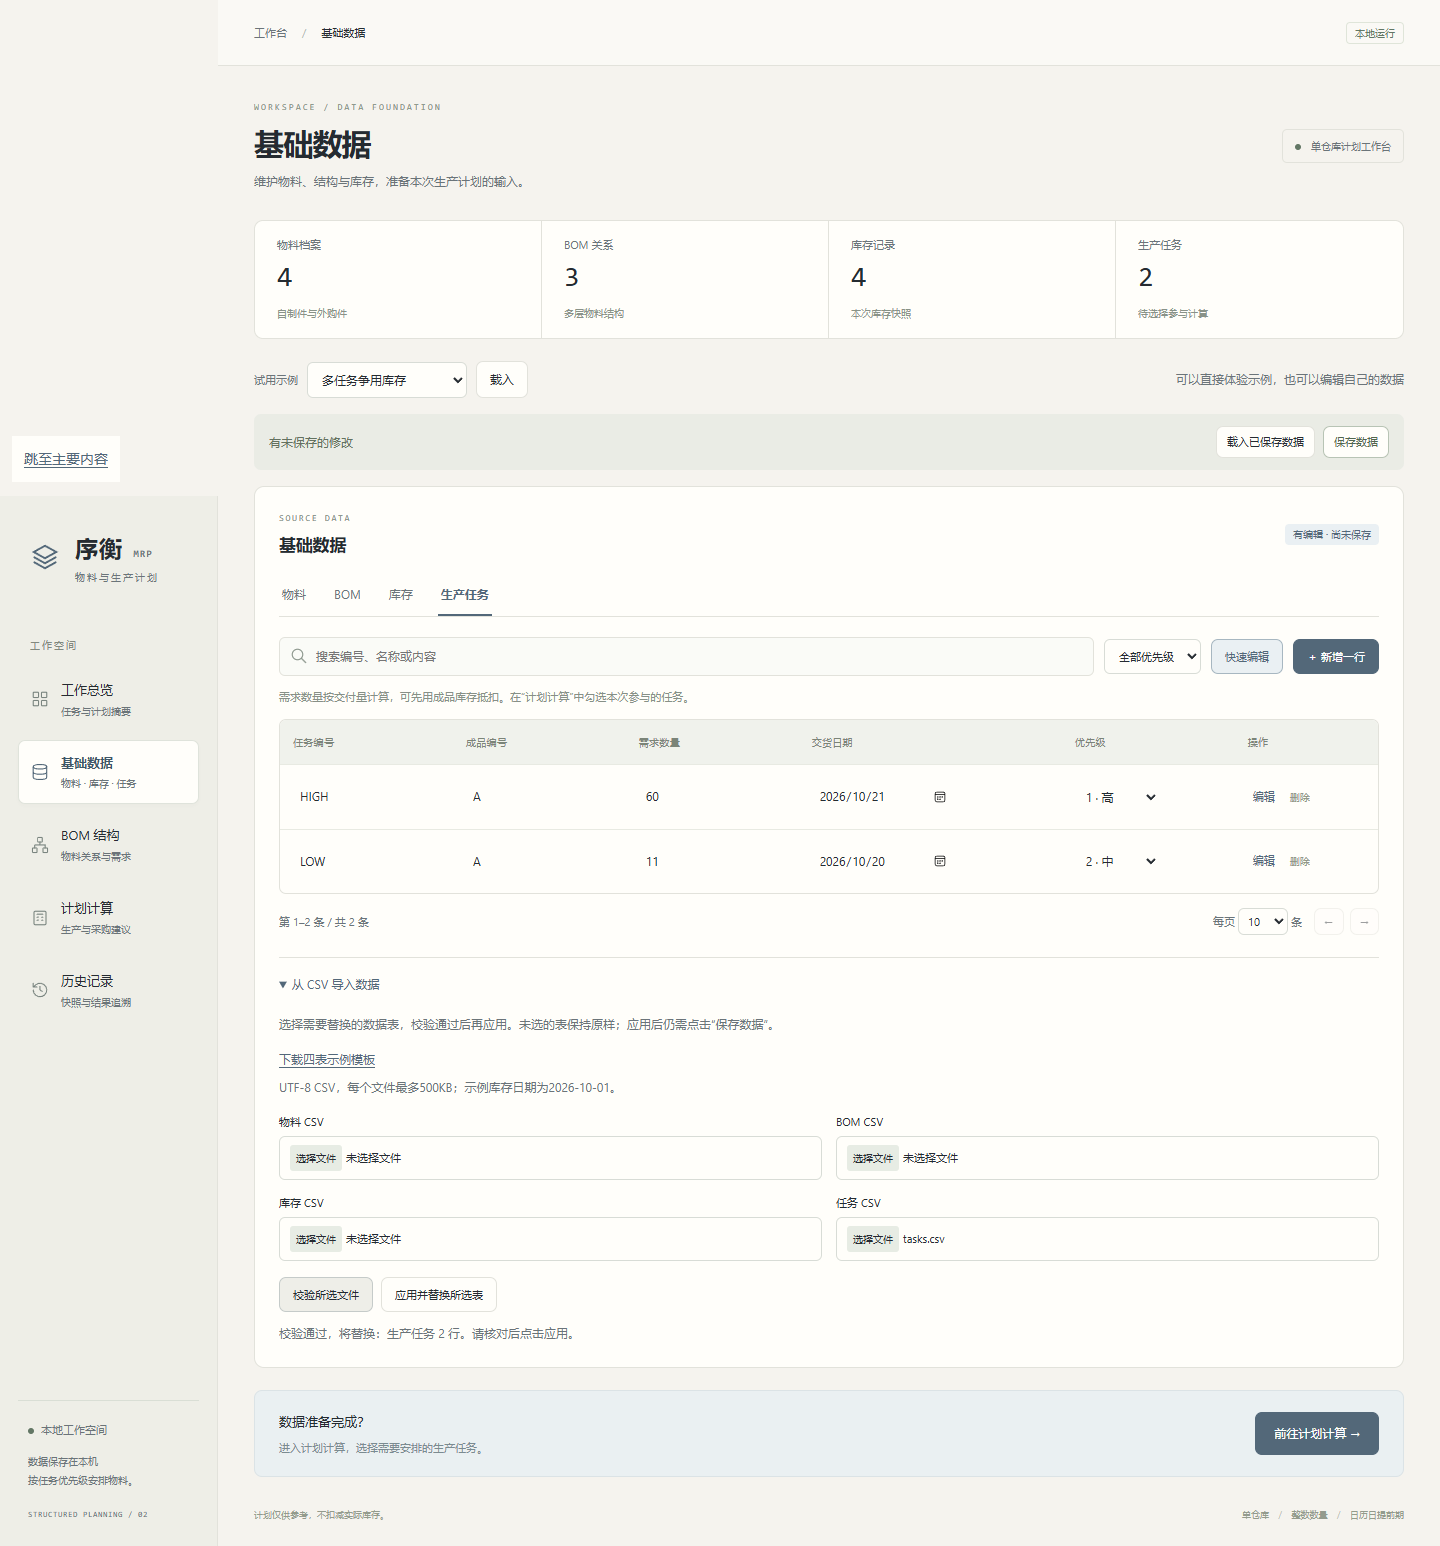 工作台 / 基础数据
本地运行
WORKSPACE / DATA FOUNDATION
基础数据
单仓库计划工作台
维护物料、结构与库存，准备本次生产计划的输入。
物料档案
4
自制件与外购件
BOM 关系
3
多层物料结构
库存记录
4
本次库存快照
生产任务
2
待选择参与计算
试用示例 多任务争用库存 载入
可以直接体验示例，也可以编辑自己的数据
有未保存的修改
载入已保存数据 保存数据
跳至主要内容
序衡 MRP
物料与生产计划
工作空间
工作总览
任务与计划摘要
基础数据
物料 · 库存 · 任务
BOM 结构
物料关系与需求
计划计算
生产与采购建议
历史记录
快照与结果追溯
本地工作空间
数据保存在本机
按任务优先级安排物料。
STRUCTURED PLANNING / 02
SOURCE DATA
基础数据
有编辑 · 尚未保存
物料 BOM 库存 生产任务
搜索编号、名称或内容
全部优先级 快速编辑 + 新增一行
需求数量按交付量计算，可先用成品库存抵扣。在“计划计算”中勾选本次参与的任务。
任务编号 成品编号 需求数量 交货日期 优先级 操作
HIGH A 60 2026/10/21 1 · 高 编辑 删除
LOW A 11 2026/10/20 2 · 中 编辑 删除
第 1–2 条 / 共 2 条
每页 10 条 ← →
▼ 从 CSV 导入数据
选择需要替换的数据表，校验通过后再应用。未选的表保持原样；应用后仍需点击“保存数据”。
下载四表示例模板
UTF-8 CSV，每个文件最多500KB；示例库存日期为2026-10-01。
物料 CSV
选择文件 未选择文件
BOM CSV
选择文件 未选择文件
库存 CSV
选择文件 未选择文件
任务 CSV
选择文件 tasks.csv
校验所选文件 应用并替换所选表
校验通过，将替换：生产任务 2 行。请核对后点击应用。
数据准备完成？
进入计划计算，选择需要安排的生产任务。
前往计划计算 →
计划仅供参考，不扣减实际库存。
单仓库 / 整数数量 / 日历日提前期